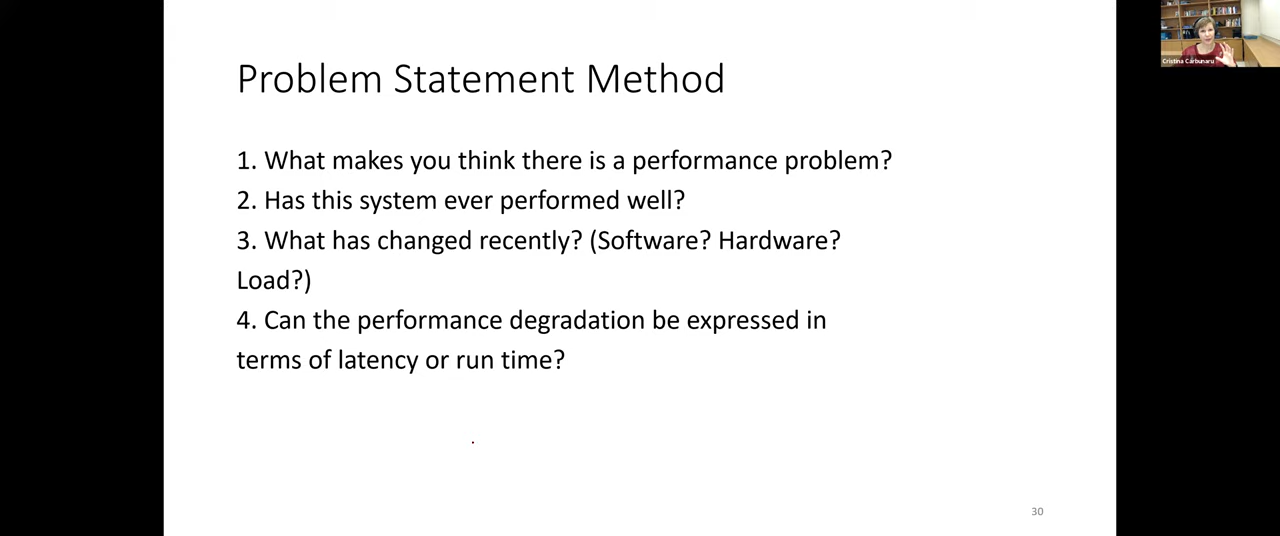 Problem Statement Method
1. What makes you think there is a performance problem?
2. Has this system ever performed well?
3. What has changed recently? (Software? Hardware?
Load?)
4. Can the performance degradation be expressed in
terms of latency or run time?
30
Cristina Carbunaru